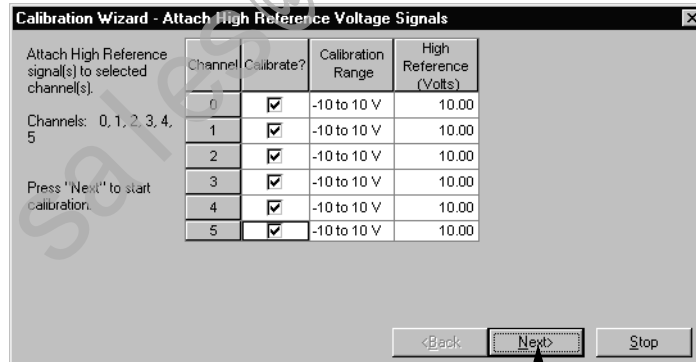 Calibration Wizard - Attach High Reference Voltage Signals
Attach High Reference
signal(s) to selected
channel(s).
Channels: 0, 1, 2, 3, 4,
5
Press "Next" to start
calibration.
Channel Calibrate? Calibration Range High Reference (Volts)
0 -10 to 10 V 10.00
1 -10 to 10 V 10.00
2 -10 to 10 V 10.00
3 -10 to 10 V 10.00
4 -10 to 10 V 10.00
5 -10 to 10 V 10.00
<Back Next> Stop
sales@